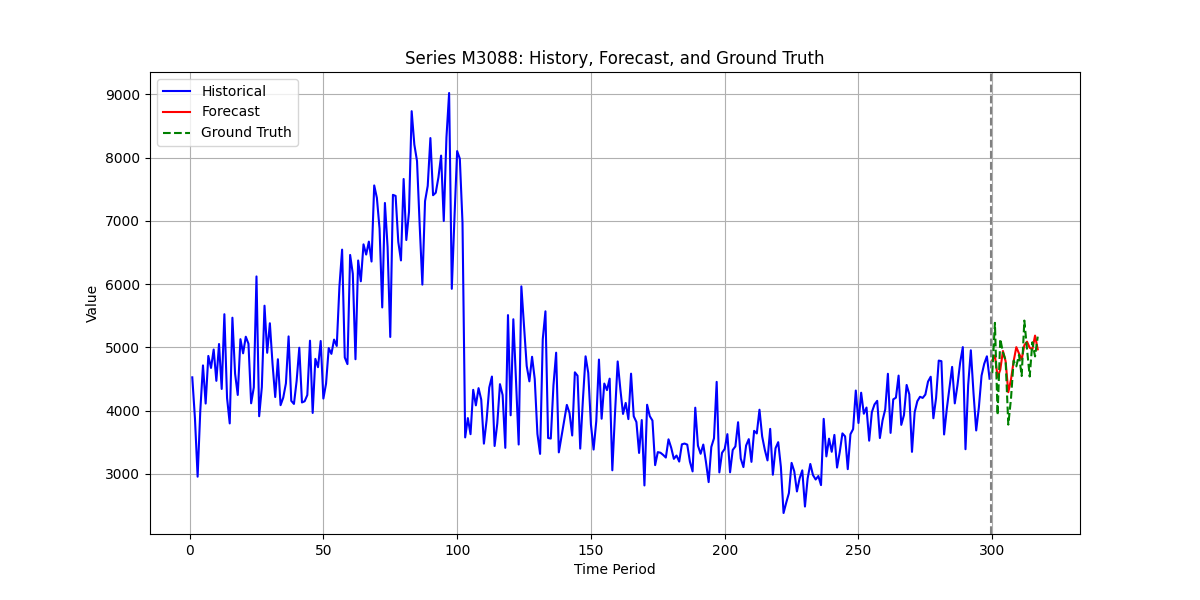 Series M3088: History, Forecast, and Ground Truth
Historical
Forecast
Ground Truth
9000
8000
7000
6000
5000
4000
3000
Value
0 50 100 150 200 250 300
Time Period